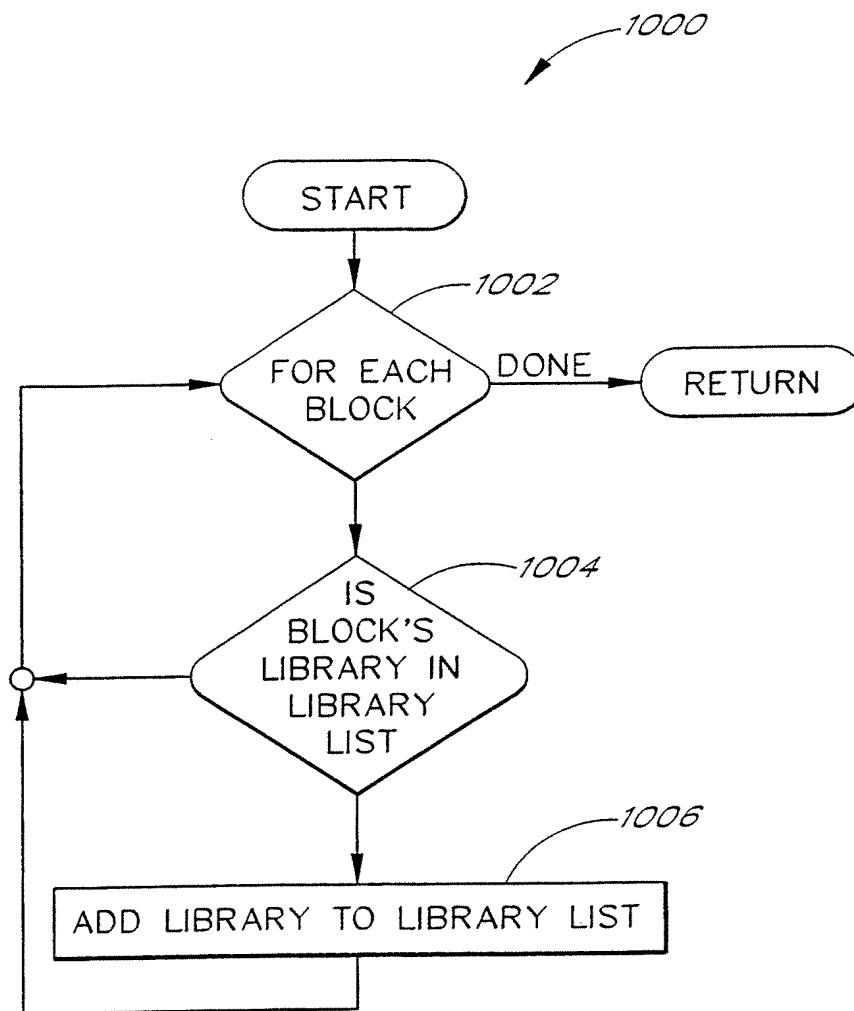 1000
START
1002
FOR EACH
BLOCK
DONE
RETURN
1004
IS
BLOCK'S
LIBRARY IN
LIBRARY
LIST
1006
ADD LIBRARY TO LIBRARY LIST